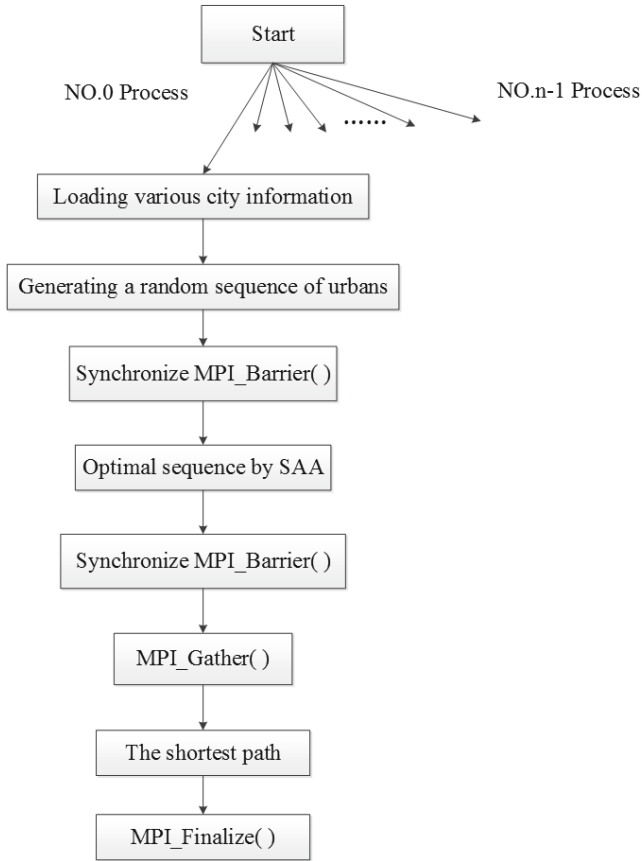 Start
NO.0 Process
NO.n-1 Process
......
Loading various city information
Generating a random sequence of urbans
Synchronize MPI_Barrier( )
Optimal sequence by SAA
Synchronize MPI_Barrier( )
MPI_Gather( )
The shortest path
MPI_Finalize( )